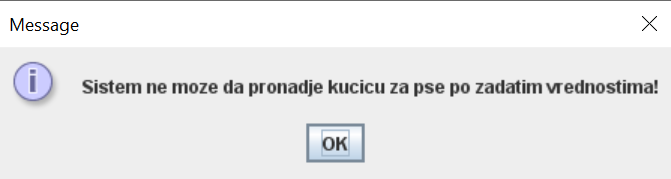 Message
Sistem ne moze da pronadje kucicu za pse po zadatim vrednostima!
OK